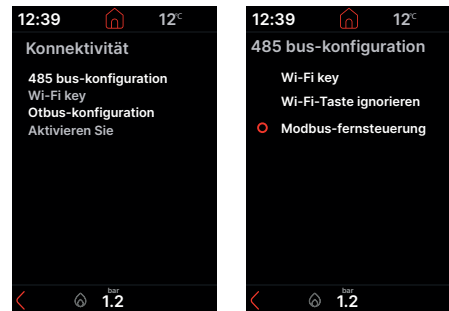 12:39 12°C
Konnektivität
485 bus-konfiguration
Wi-Fi key
Otbus-konfiguration
Aktivieren Sie
bar
1.2
12:39 12°C
485 bus-konfiguration
Wi-Fi key
Wi-Fi-Taste ignorieren
Modbus-fernsteuerung
bar
1.2